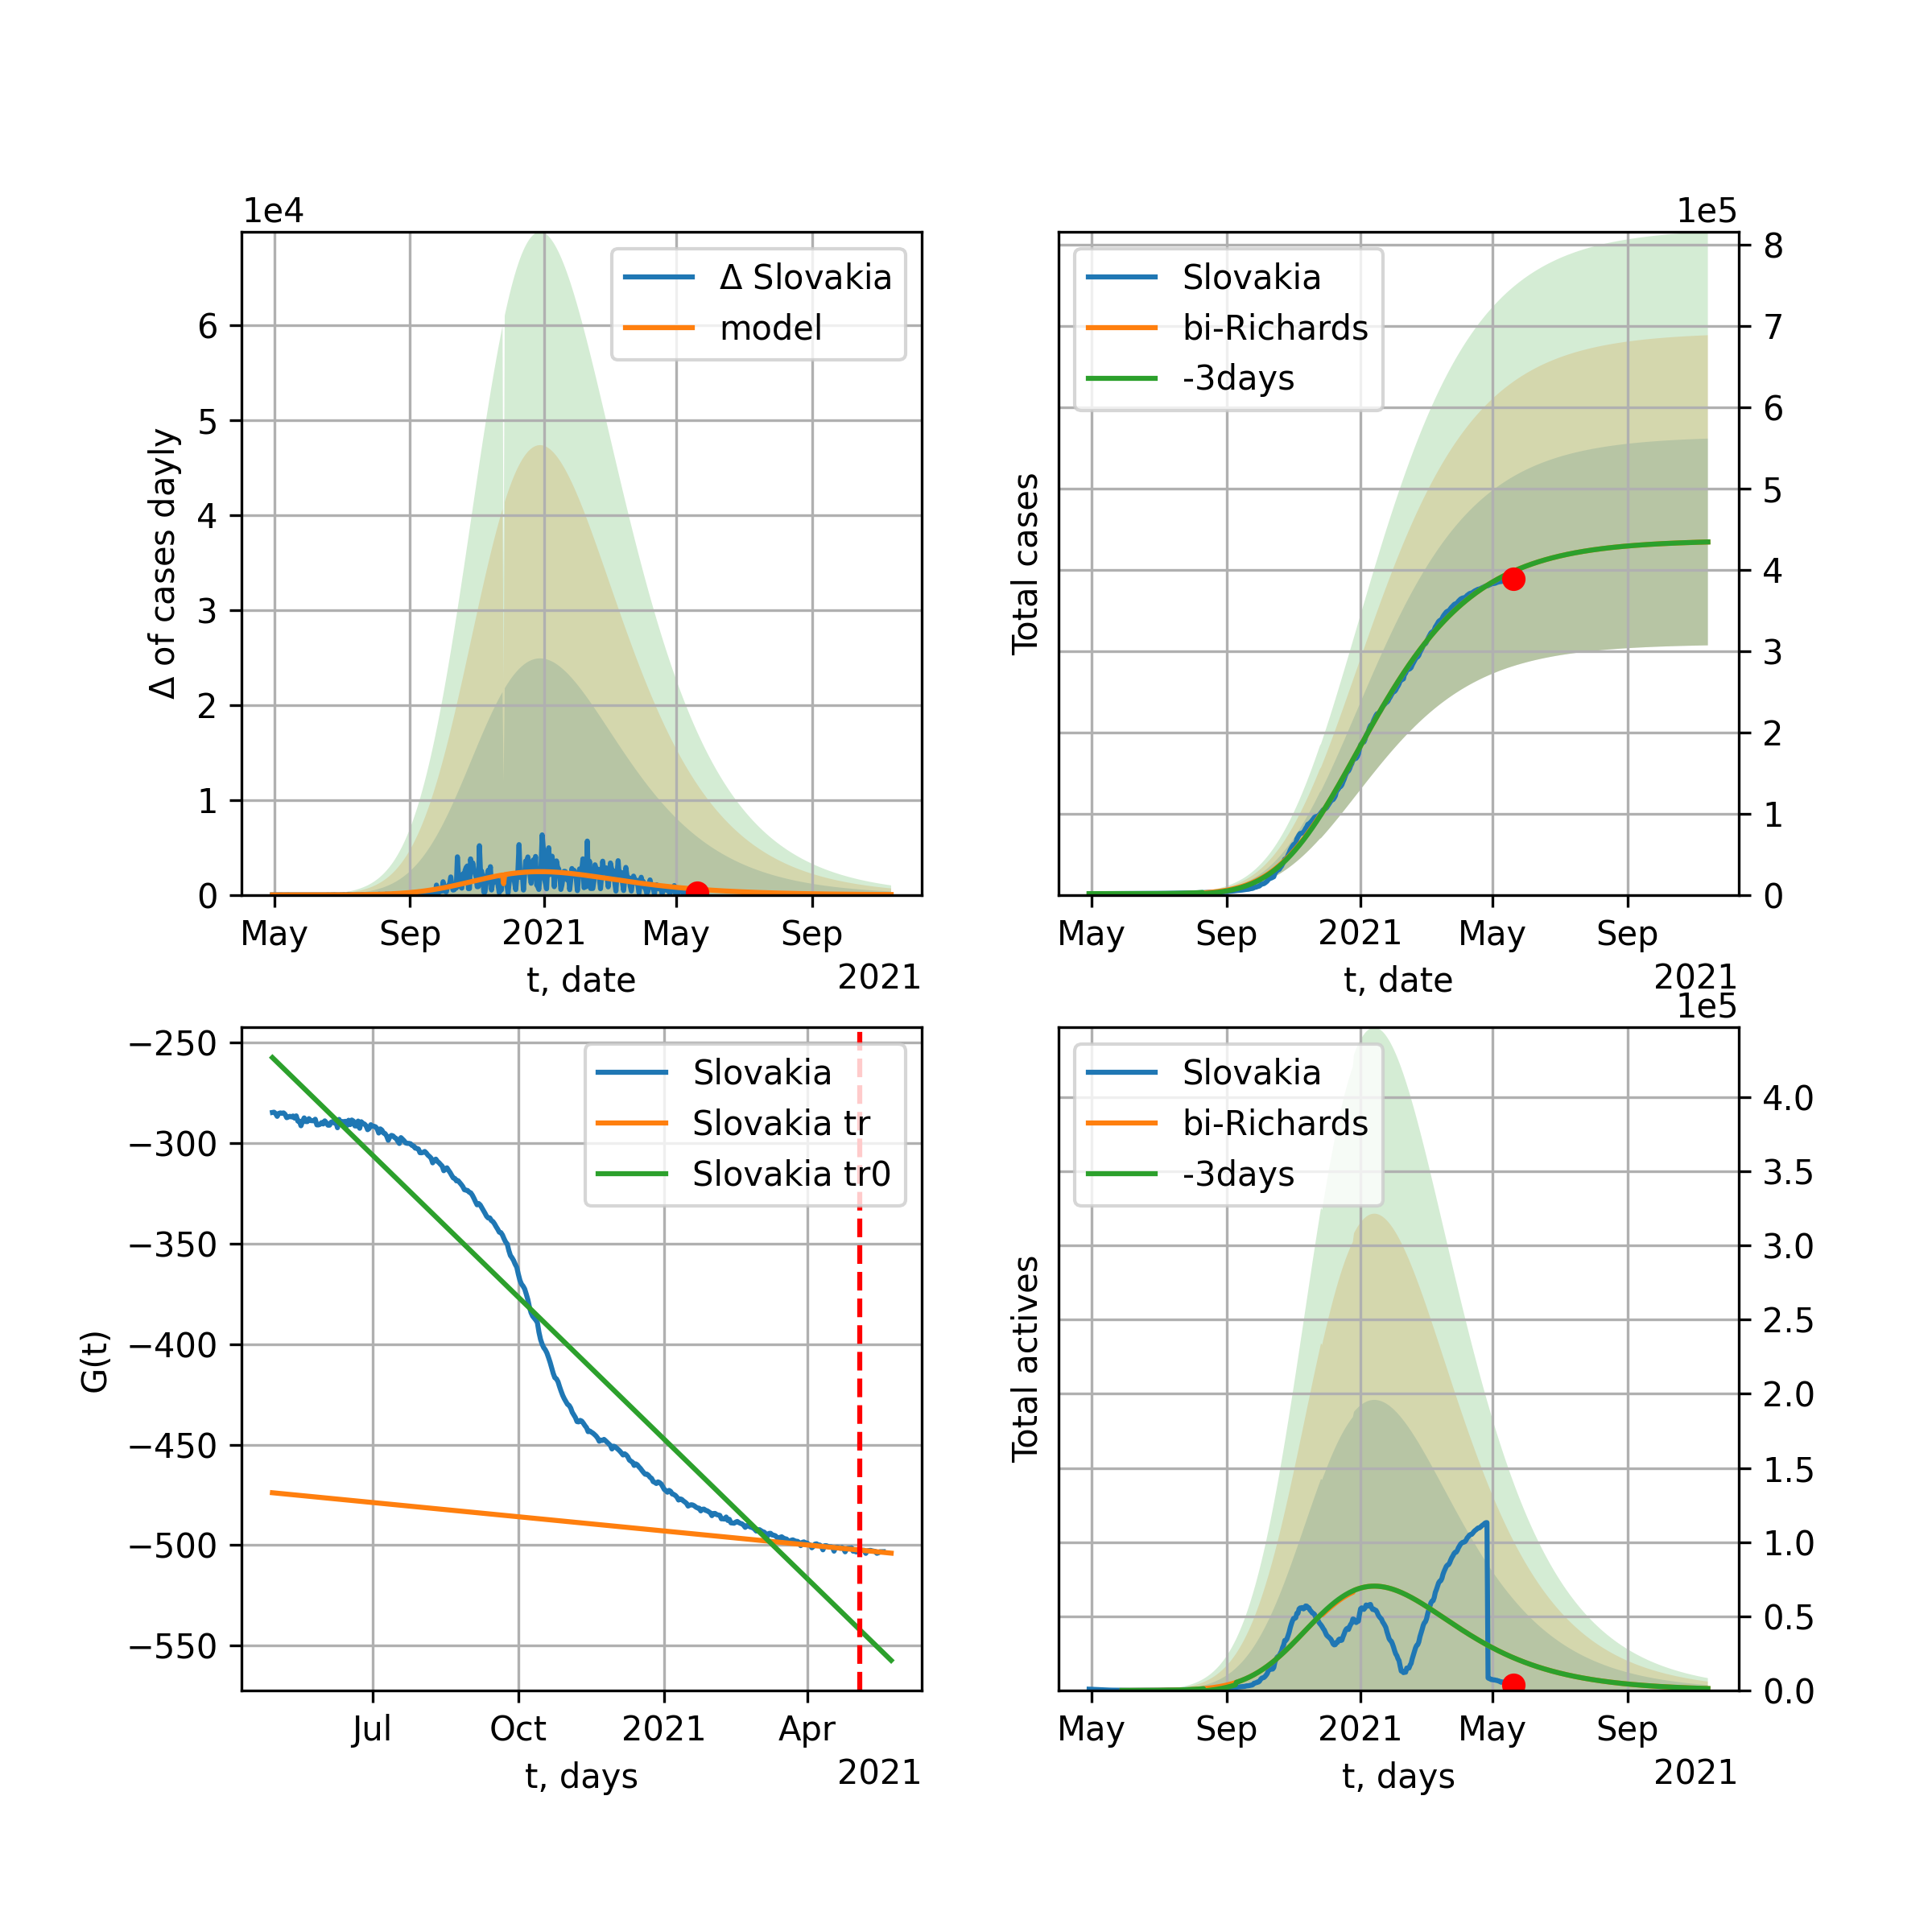 1e4
Δ Slovakia
model
Δ of cases dayly
6
5
4
3
2
1
0
May Sep 2021 May Sep
t, date
2021
1e5
Slovakia
bi-Richards
-3days
Total cases
8
7
6
5
4
3
2
1
0
May Sep 2021 May Sep
t, date
2021
−250
−300
−350
−400
−450
−500
−550
G(t)
Slovakia
Slovakia tr
Slovakia tr0
Jul Oct 2021 Apr
t, days
2021
1e5
Slovakia
bi-Richards
-3days
Total actives
4.0
3.5
3.0
2.5
2.0
1.5
1.0
0.5
0.0
May Sep 2021 May Sep
t, days
2021